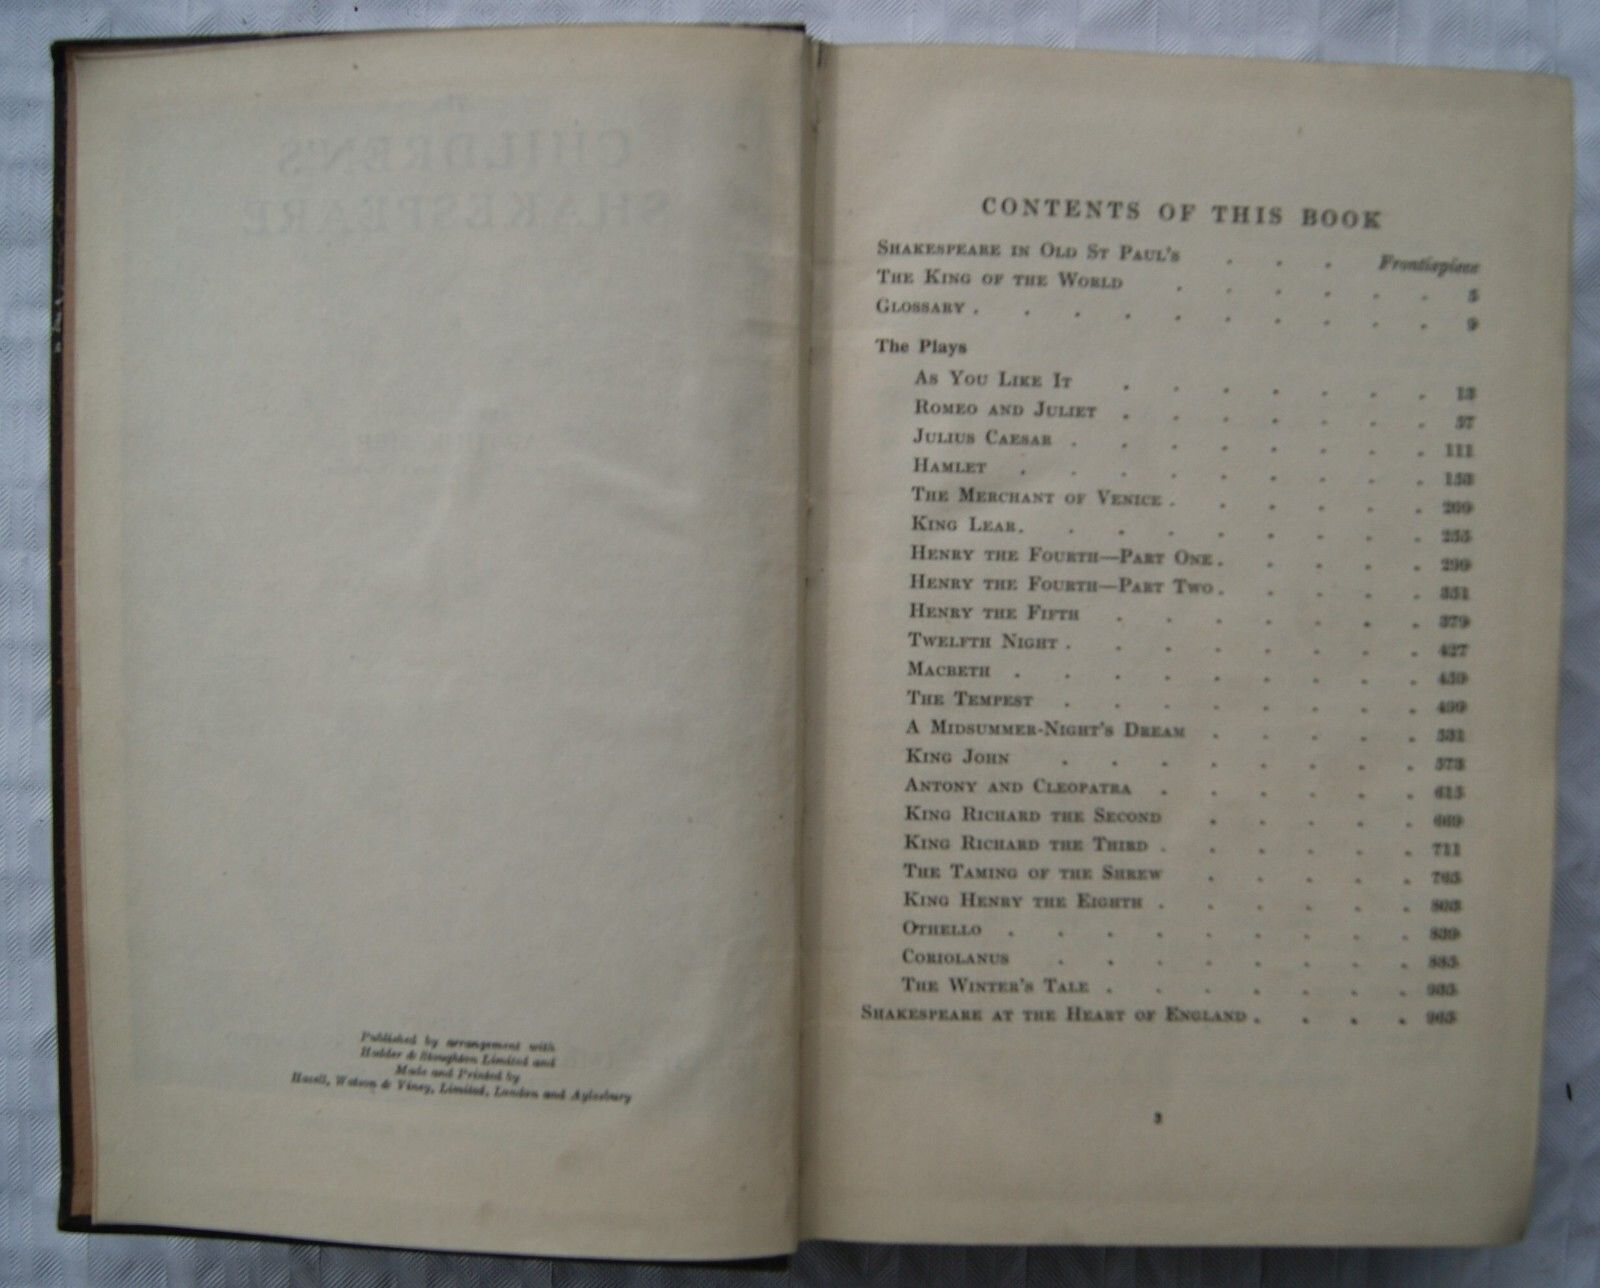 Published by arrangement with
Hodder & Stoughton Limited and
Made and Printed by
Hazell, Watson & Viney, Limited, London and Aylesbury
CONTENTS OF THIS BOOK
SHAKESPEARE IN OLD ST PAUL'S . . . Frontispiece
THE KING OF THE WORLD . . . . . . 5
GLOSSARY . . . . . . . . . . 9
The Plays
AS YOU LIKE IT . . . . . . . 13
ROMEO AND JULIET . . . . . . . 57
JULIUS CAESAR . . . . . . . . 111
HAMLET . . . . . . . . . 153
THE MERCHANT OF VENICE . . . . . . 209
KING LEAR . . . . . . . . . 255
HENRY THE FOURTH—PART ONE . . . . . 299
HENRY THE FOURTH—PART TWO . . . . . 331
HENRY THE FIFTH . . . . . . . 379
TWELFTH NIGHT . . . . . . . . 427
MACBETH . . . . . . . . . 459
THE TEMPEST . . . . . . . . 499
A MIDSUMMER-NIGHT'S DREAM . . . . . 531
KING JOHN . . . . . . . . 573
ANTONY AND CLEOPATRA . . . . . . 615
KING RICHARD THE SECOND . . . . . 669
KING RICHARD THE THIRD . . . . . . 711
THE TAMING OF THE SHREW . . . . . 765
KING HENRY THE EIGHTH . . . . . . 803
OTHELLO . . . . . . . . . 839
CORIOLANUS . . . . . . . . 885
THE WINTER'S TALE . . . . . . . 935
SHAKESPEARE AT THE HEART OF ENGLAND . . . . 965
3